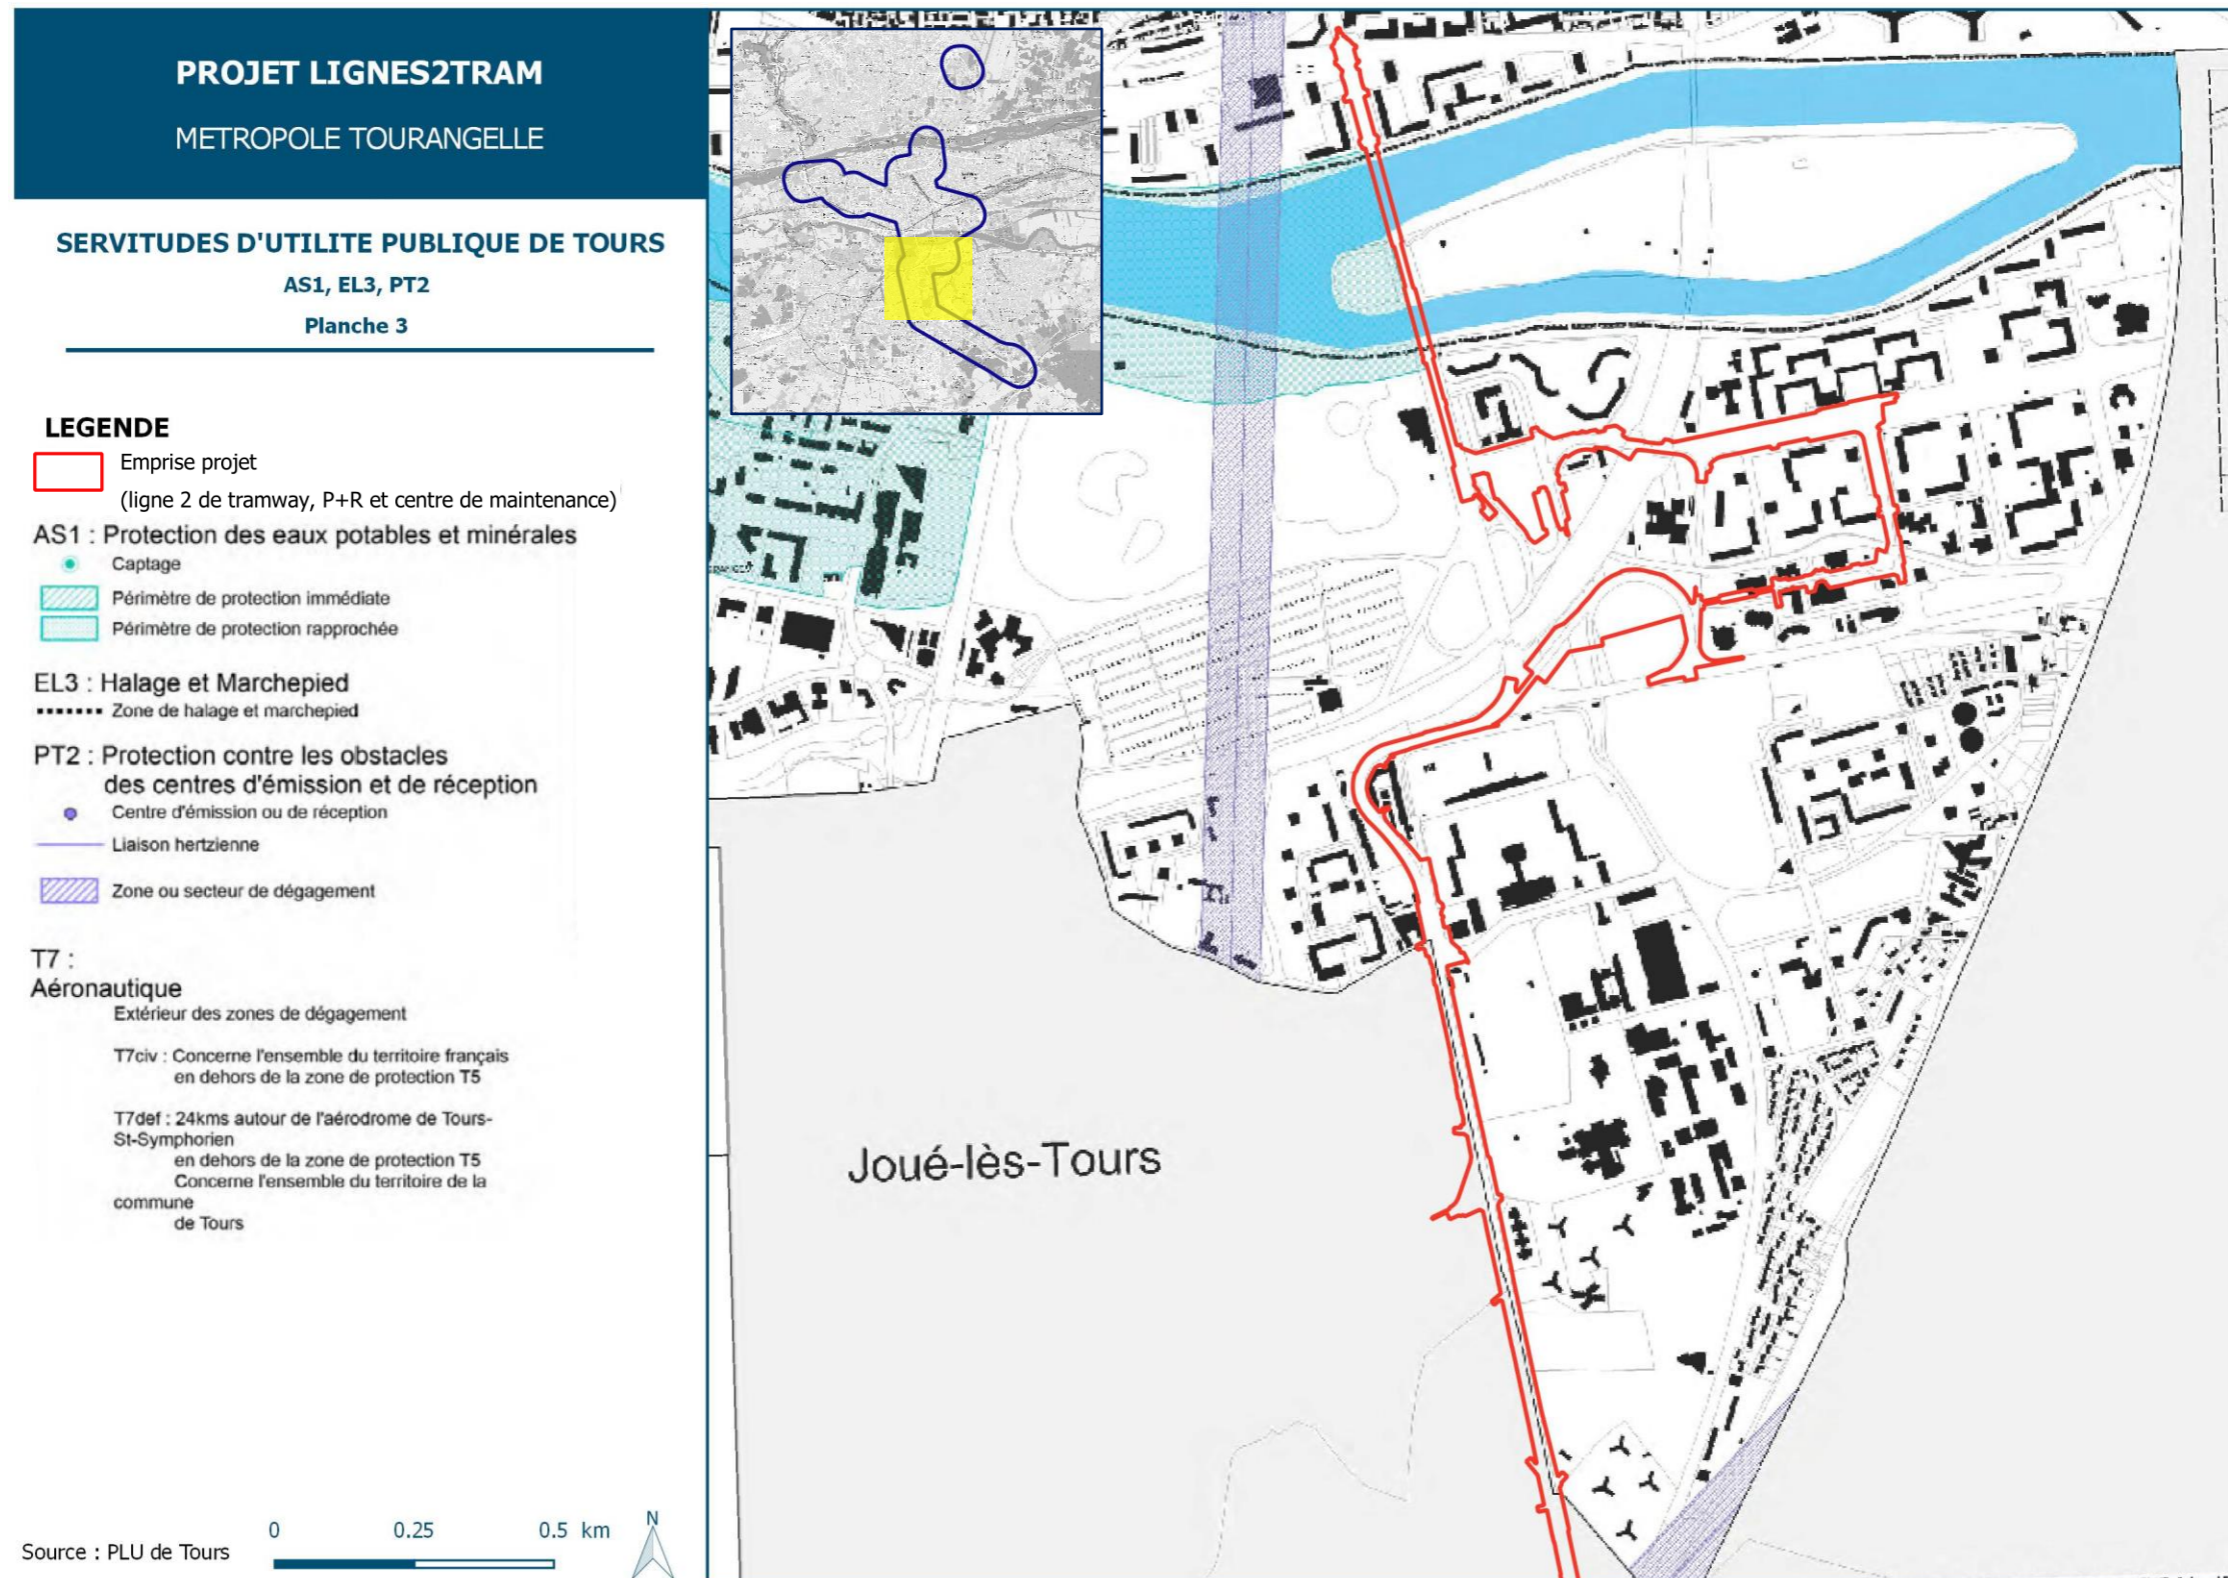 PROJET LIGNES2TRAM
METROPOLE TOURANGELLE
SERVITUDES D'UTILITE PUBLIQUE DE TOURS
AS1, EL3, PT2
Planche 3
LEGENDE
Emprise projet
(ligne 2 de tramway, P+R et centre de maintenance)
AS1 : Protection des eaux potables et minérales
Captage
Périmètre de protection immédiate
Périmètre de protection rapprochée
EL3 : Halage et Marchepied
Zone de halage et marchepied
PT2 : Protection contre les obstacles
des centres d'émission et de réception
Centre d'émission ou de réception
Liaison hertzienne
Zone ou secteur de dégagement
T7 :
Aéronautique
Extérieur des zones de dégagement
T7civ : Concerne l'ensemble du territoire français
en dehors de la zone de protection T5
T7def : 24kms autour de l'aérodrome de Tours-
St-Symphorien
en dehors de la zone de protection T5
Concerne l'ensemble du territoire de la
commune
de Tours
Source : PLU de Tours
0 0.25 0.5 km
N
Joué-lès-Tours